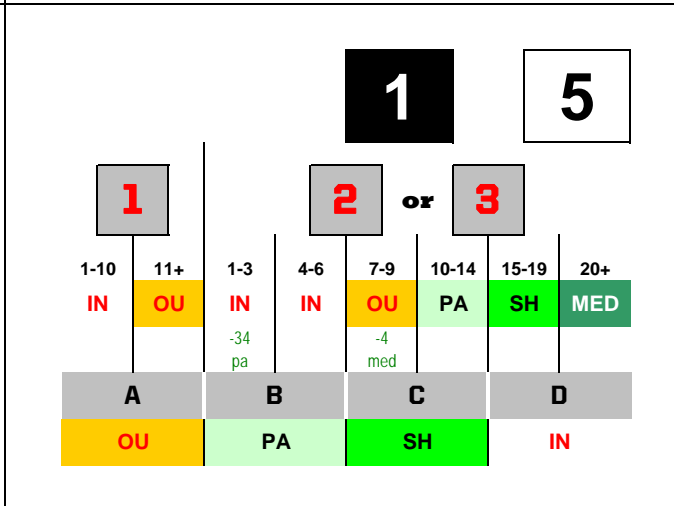 1 5
1 2 or 3
1-10 11+ 1-3 4-6 7-9 10-14 15-19 20+
IN OU IN IN OU PA SH MED
-34 -4
pa med
A B C D
OU PA SH IN